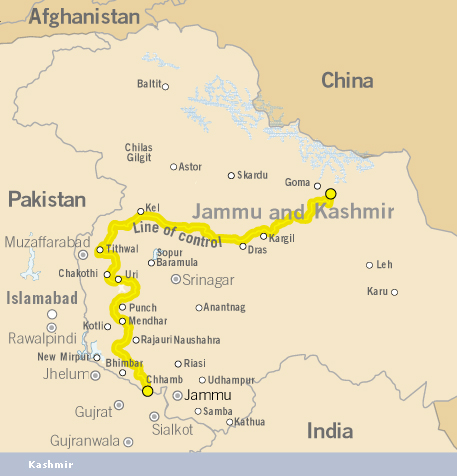 Afghanistan
China
Baltit
Chilas
Gilgit
Astor
Skardu
Goma
Pakistan
Kel
Jammu and Kashmir
Line of control
Muzaffarabad
Tithwal
Kargil
Dras
Sopur
Baramula
Leh
Chakothi
Uri
Srinagar
Karu
Islamabad
Punch
Anantnag
Mendhar
Kotli
Rawalpindi
Rajauri
Naushahra
New Mirpur
Bhimbar
Riasi
Jhelum
Chhamb
Udhampur
Jammu
Gujrat
Samba
Kathua
Sialkot
India
Gujranwala
Kashmir